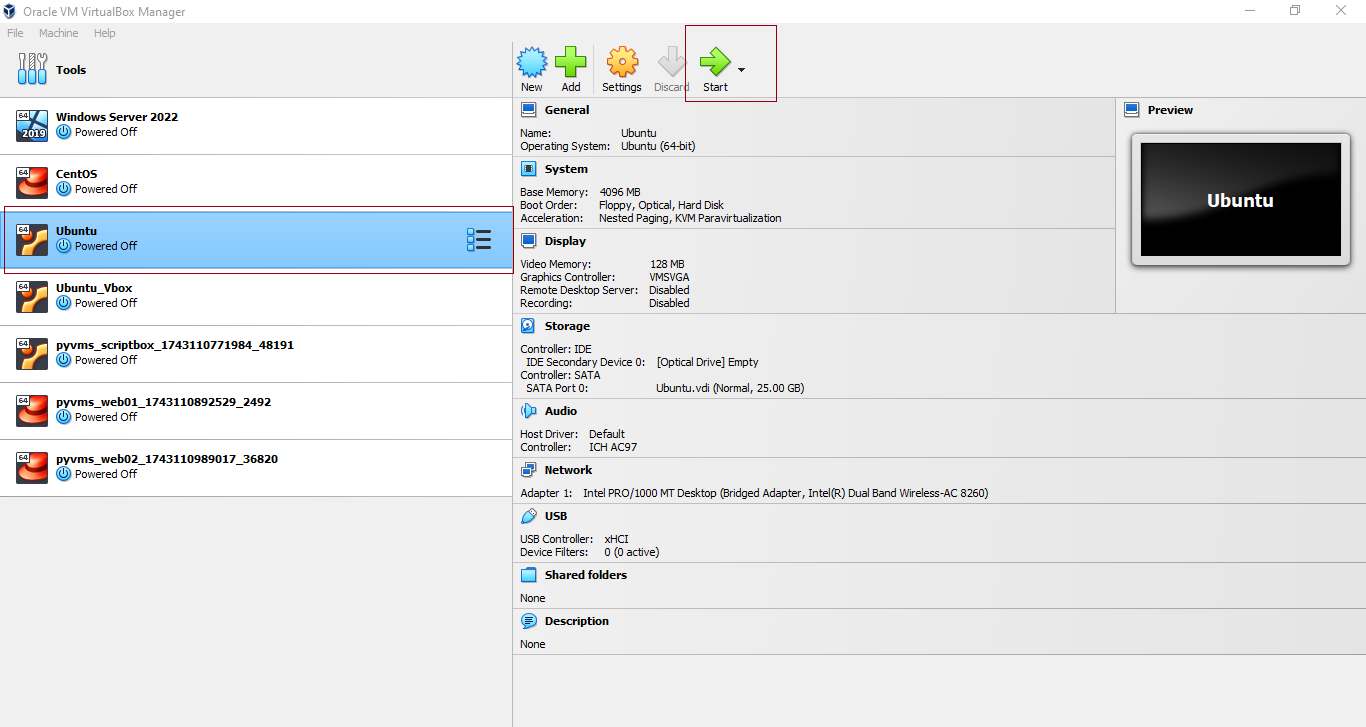 Oracle VM VirtualBox Manager
File Machine Help
Tools
New Add Settings Discard Start
64
2019
Windows Server 2022
Powered Off
64
CentOS
Powered Off
64
Ubuntu
Powered Off
64
Ubuntu_Vbox
Powered Off
64
pyvms_scriptbox_1743110771984_48191
Powered Off
64
pyvms_web01_1743110892529_2492
Powered Off
64
pyvms_web02_1743110989017_36820
Powered Off
General
Name: Ubuntu
Operating System: Ubuntu (64-bit)
System
Base Memory: 4096 MB
Boot Order: Floppy, Optical, Hard Disk
Acceleration: Nested Paging, KVM Paravirtualization
Display
Video Memory: 128 MB
Graphics Controller: VMSVGA
Remote Desktop Server: Disabled
Recording: Disabled
Storage
Controller: IDE
IDE Secondary Device 0: [Optical Drive] Empty
Controller: SATA
SATA Port 0: Ubuntu.vdi (Normal, 25.00 GB)
Audio
Host Driver: Default
Controller: ICH AC97
Network
Adapter 1: Intel PRO/1000 MT Desktop (Bridged Adapter, Intel(R) Dual Band Wireless-AC 8260)
USB
USB Controller: xHCI
Device Filters: 0 (0 active)
Shared folders
None
Description
None
Preview
Ubuntu